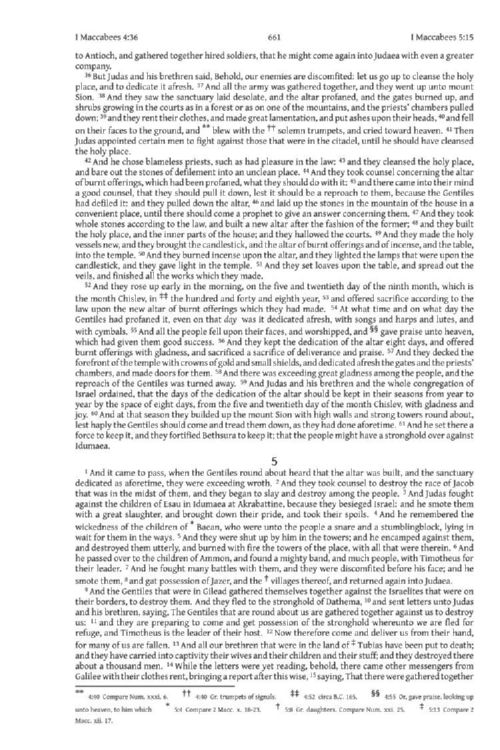 I Maccabees 4:36 661 I Maccabees 5:15
to Antioch, and gathered together hired soldiers, that he might come again into Judaea with even a greater
company.
36 But Judas and his brethren said, Behold, our enemies are discomfited: let us go up to cleanse the holy
place, and to dedicate it afresh. 37 And all the army was gathered together, and they went up unto mount
Sion. 38 And they saw the sanctuary laid desolate, and the altar profaned, and the gates burned up, and
shrubs growing in the courts as in a forest or as on one of the mountains, and the priests' chambers pulled
down; 39 and they rent their clothes, and made great lamentation, and put ashes upon their heads, 40 and fell
on their faces to the ground, and ** blew with the †† solemn trumpets, and cried toward heaven. 41 Then
Judas appointed certain men to fight against those that were in the citadel, until he should have cleansed
the holy place.
42 And he chose blameless priests, such as had pleasure in the law: 43 and they cleansed the holy place,
and bare out the stones of defilement into an unclean place. 44 And they took counsel concerning the altar
of burnt offerings, which had been profaned, what they should do with it: 45 and there came into their mind
a good counsel, that they should pull it down, lest it should be a reproach to them, because the Gentiles
had defiled it: and they pulled down the altar, 46 and laid up the stones in the mountain of the house in a
convenient place, until there should come a prophet to give an answer concerning them. 47 And they took
whole stones according to the law, and built a new altar after the fashion of the former; 48 and they built
the holy place, and the inner parts of the house; and they hallowed the courts. 49 And they made the holy
vessels new, and they brought the candlestick, and the altar of burnt offerings and of incense, and the table,
into the temple. 50 And they burned incense upon the altar, and they lighted the lamps that were upon the
candlestick, and they gave light in the temple. 51 And they set loaves upon the table, and spread out the
veils, and finished all the works which they made.
52 And they rose up early in the morning, on the five and twentieth day of the ninth month, which is
the month Chislev, in ‡‡ the hundred and forty and eighth year, 53 and offered sacrifice according to the
law upon the new altar of burnt offerings which they had made. 54 At what time and on what day the
Gentiles had profaned it, even on that day was it dedicated afresh, with songs and harps and lutes, and
with cymbals. 55 And all the people fell upon their faces, and worshipped, and §§ gave praise unto heaven,
which had given them good success. 56 And they kept the dedication of the altar eight days, and offered
burnt offerings with gladness, and sacrificed a sacrifice of deliverance and praise. 57 And they decked the
forefront of the temple with crowns of gold and small shields, and dedicated afresh the gates and the priests'
chambers, and made doors for them. 58 And there was exceeding great gladness among the people, and the
reproach of the Gentiles was turned away. 59 And Judas and his brethren and the whole congregation of
Israel ordained, that the days of the dedication of the altar should be kept in their seasons from year to
year by the space of eight days, from the five and twentieth day of the month Chislev, with gladness and
joy. 60 And at that season they builded up the mount Sion with high walls and strong towers round about,
lest haply the Gentiles should come and tread them down, as they had done aforetime. 61 And he set there a
force to keep it, and they fortified Bethsura to keep it; that the people might have a stronghold over against
Idumaea.
5
1 And it came to pass, when the Gentiles round about heard that the altar was built, and the sanctuary
dedicated as aforetime, they were exceeding wroth. 2 And they took counsel to destroy the race of Jacob
that was in the midst of them, and they began to slay and destroy among the people. 3 And Judas fought
against the children of Esau in Idumaea at Akrabattine, because they besieged Israel: and he smote them
with a great slaughter, and brought down their pride, and took their spoils. 4 And he remembered the
wickedness of the children of * Baean, who were unto the people a snare and a stumblingblock, lying in
wait for them in the ways. 5 And they were shut up by him in the towers; and he encamped against them,
and destroyed them utterly, and burned with fire the towers of the place, with all that were therein. 6 And
he passed over to the children of Ammon, and found a mighty band, and much people, with Timotheus for
their leader. 7 And he fought many battles with them, and they were discomfited before his face; and he
smote them, 8 and gat possession of Jazer, and the † villages thereof, and returned again into Judaea.
9 And the Gentiles that were in Gilead gathered themselves together against the Israelites that were on
their borders, to destroy them. And they fled to the stronghold of Dathema, 10 and sent letters unto Judas
and his brethren, saying, The Gentiles that are round about us are gathered together against us to destroy
us: 11 and they are preparing to come and get possession of the stronghold whereunto we are fled for
refuge, and Timotheus is the leader of their host. 12 Now therefore come and deliver us from their hand,
for many of us are fallen. 13 And all our brethren that were in the land of ‡ Tubias have been put to death;
and they have carried into captivity their wives and their children and their stuff; and they destroyed there
about a thousand men. 14 While the letters were yet reading, behold, there came other messengers from
Galilee with their clothes rent, bringing a report after this wise, 15 saying, That there were gathered together
** 4:40 Compare Num. xxxi. 6. †† 4:40 Gr. trumpets of signals. ‡‡ 4:52 circa B.C. 165. §§ 4:55 Or, gave praise, looking up
unto heaven, to him which * 5:4 Compare 2 Macc. x. 18-23. † 5:8 Gr. daughters. Compare Num. xxi. 25. ‡ 5:13 Compare 2
Macc. xii. 17.